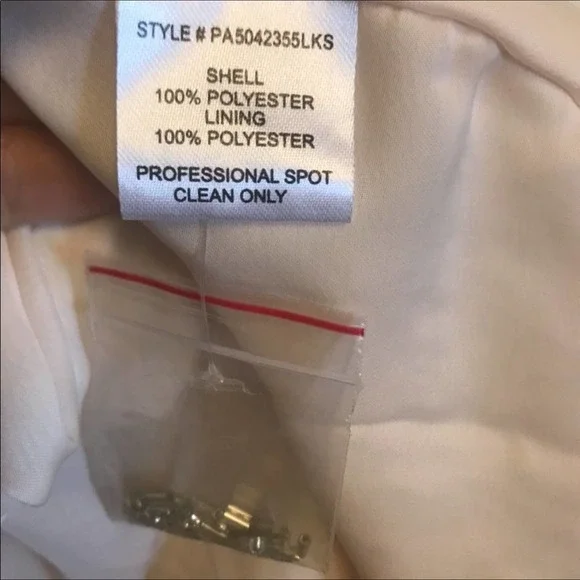 STYLE # PA5042355LKS
SHELL
100% POLYESTER
LINING
100% POLYESTER
PROFESSIONAL SPOT
CLEAN ONLY